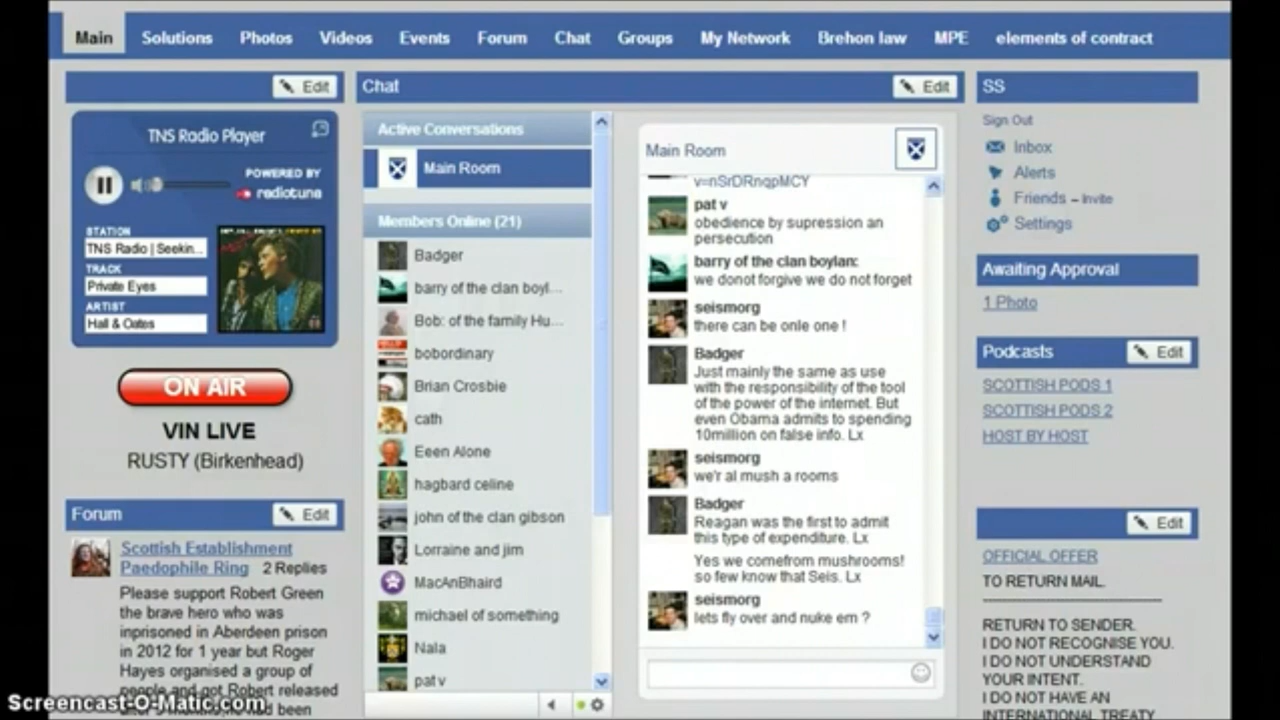 Main Solutions Photos Videos Events Forum Chat Groups My Network Brehon law MPE elements of contract
Edit
TNS Radio Player
POWERED BY
radiotuna
STATION
TNS Radio | Seekin...
TRACK
Private Eyes
ARTIST
Hall & Oates
ON AIR
VIN LIVE
RUSTY (Birkenhead)
Forum Edit
Scottish Establishment
Paedophile Ring 2 Replies
Please support Robert Green
the brave hero who was
inprisoned in Aberdeen prison
in 2012 for 1 year but Roger
Hayes organised a group of
people and got Robert released
Screencast-O-Matic.com
Chat Edit
Active Conversations
Main Room
Members Online (21)
Badger
barry of the clan boyl...
Bob: of the family Hu...
bobordinary
Brian Crosbie
cath
Eeen Alone
hagbard celine
john of the clan gibson
Lorraine and jim
MacAnBhaird
michael of something
Nala
pat v
Main Room
v=nSrDRnqpMCY
pat v
obedience by supression an
persecution
barry of the clan boylan:
we donot forgive we do not forget
seismorg
there can be onle one !
Badger
Just mainly the same as use
with the responsibility of the tool
of the power of the internet. But
even Obama admits to spending
10million on false info. Lx
seismorg
we'r al mush a rooms
Badger
Reagan was the first to admit
this type of expenditure. Lx
Yes we comefrom mushrooms!
so few know that Seis. Lx
seismorg
lets fly over and nuke em ?
SS
Sign Out
Inbox
Alerts
Friends – Invite
Settings
Awaiting Approval
1 Photo
Podcasts Edit
SCOTTISH PODS 1
SCOTTISH PODS 2
HOST BY HOST
Edit
OFFICIAL OFFER
TO RETURN MAIL.
RETURN TO SENDER.
I DO NOT RECOGNISE YOU.
I DO NOT UNDERSTAND
YOUR INTENT.
I DO NOT HAVE AN
INTERNATIONAL TREATY